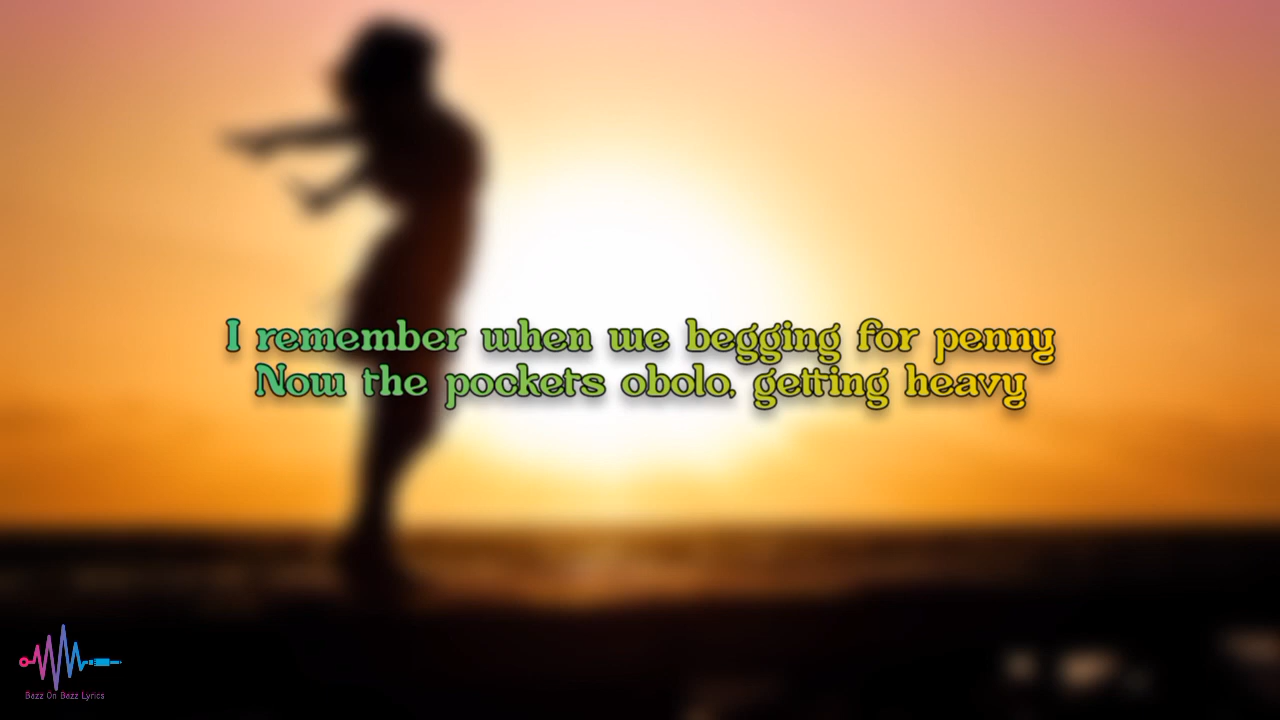 I remember when we begging for penny
Now the pockets obolo, getting heavy
Bazz On Bazz Lyrics